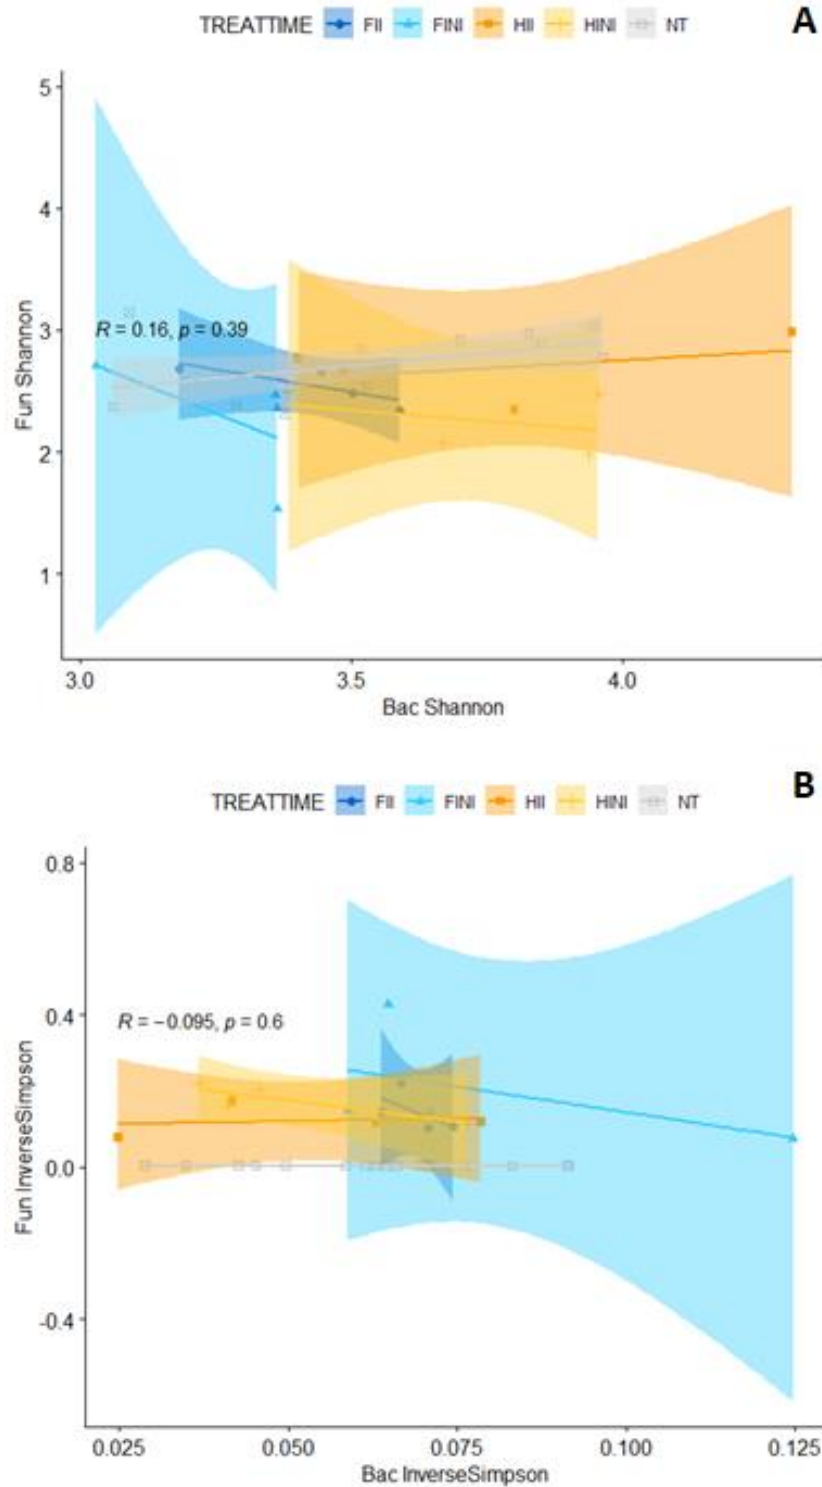 TREATTIME FII FINI HII HINI NT A
5
4
3
2
1
Fun Shannon
R = 0.16, p = 0.39
3.0 3.5 4.0
Bac Shannon
TREATTIME FII FINI HII HINI NT B
0.8
0.4
0.0
-0.4
Fun InverseSimpson
R = −0.095, p = 0.6
0.025 0.050 0.075 0.100 0.125
Bac InverseSimpson